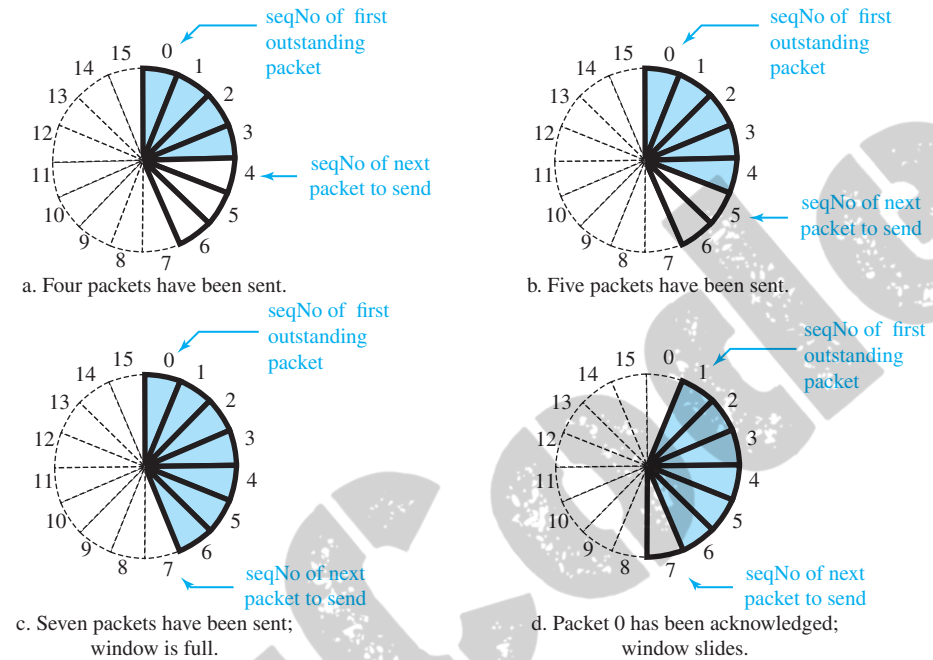 seqNo of first
outstanding
packet
0
1
2
3
4
5
6
7
8
9
10
11
12
13
14
15
seqNo of next
packet to send
a. Four packets have been sent.
seqNo of first
outstanding
packet
0
1
2
3
4
5
6
7
8
9
10
11
12
13
14
15
seqNo of next
packet to send
b. Five packets have been sent.
seqNo of first
outstanding
packet
0
1
2
3
4
5
6
7
8
9
10
11
12
13
14
15
seqNo of next
packet to send
c. Seven packets have been sent;
window is full.
seqNo of first
outstanding
packet
0
1
2
3
4
5
6
7
8
9
10
11
12
13
14
15
seqNo of next
packet to send
d. Packet 0 has been acknowledged;
window slides.